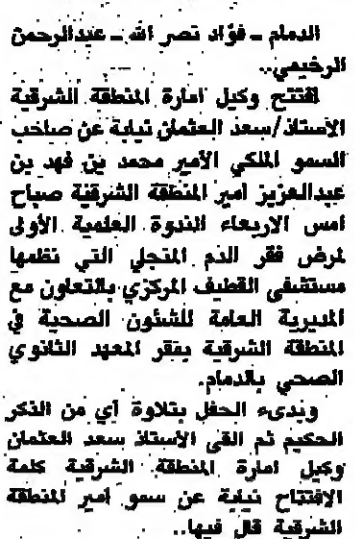 الدمام ـ فؤاد نصر الله ـ عبدالرحمن
الرخيمي..
افتتح وكيل امارة المنطقة الشرقية
الأستاذ/سعد العثمان نيابة عن صاحب
السمو الملكي الأمير محمد بن فهد بن
عبدالعزيز امير المنطقة الشرقية صباح
امس الاربعاء الندوة العلمية الأولى
لمرض فقر الدم المنجلي التي نظمها
مستشفى القطيف المركزي بالتعاون مع
المديرية العامة للشئون الصحية في
المنطقة الشرقية بمقر المعهد الثانوي
الصحي بالدمام.
وبدىء الحفل بتلاوة آي من الذكر
الحكيم ثم القى الأستاذ سعد العثمان
وكيل امارة المنطقة الشرقية كلمة
الافتتاح نيابة عن سمو أمير المنطقة
الشرقية قال فيها..